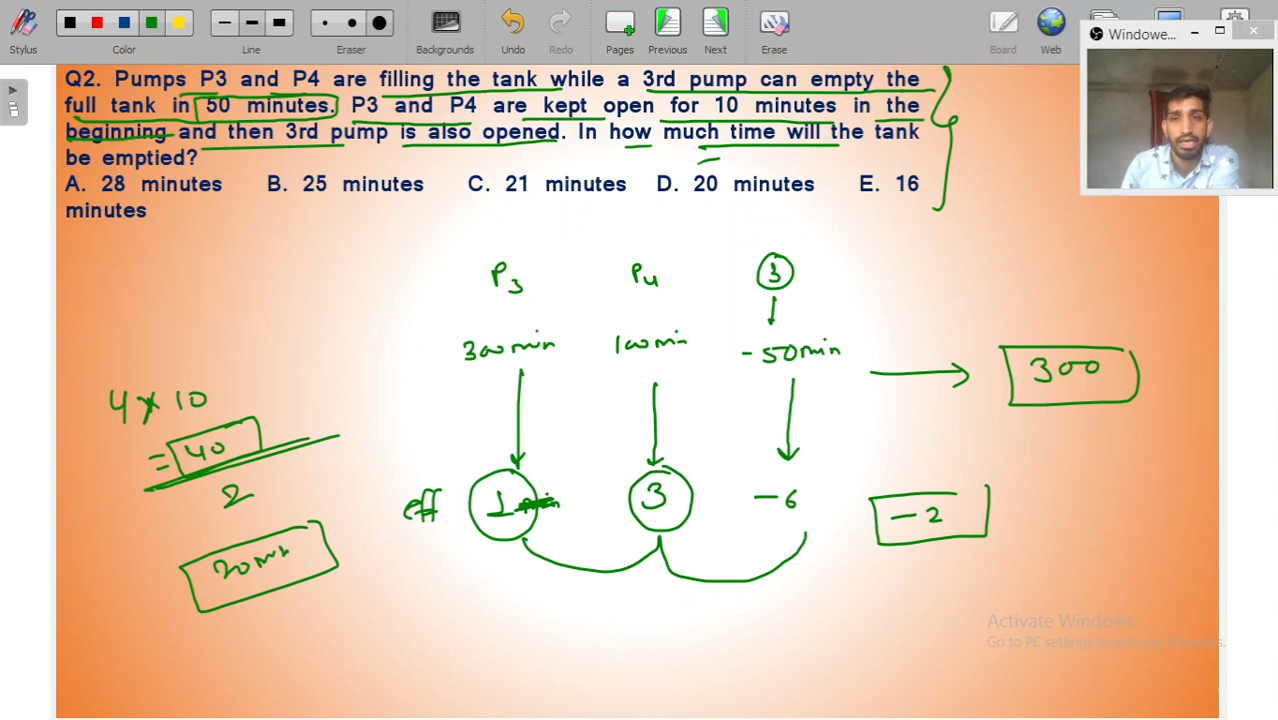 Stylus
Color
Line
Eraser
Backgrounds
Undo
Redo
Pages
Previous
Next
Erase
Board
Web
Windowe...
Q2. Pumps P3 and P4 are filling the tank while a 3rd pump can empty the
full tank in 50 minutes. P3 and P4 are kept open for 10 minutes in the
beginning and then 3rd pump is also opened. In how much time will the tank
be emptied?
A. 28 minutes B. 25 minutes C. 21 minutes D. 20 minutes E. 16
minutes
P3 P4 3
300 min 100 min - 50 min 300
4 x 10
= 40
2
eff 1 3 - 6 - 2
20 min
Activate Windows
Go to PC settings to activate Windows.